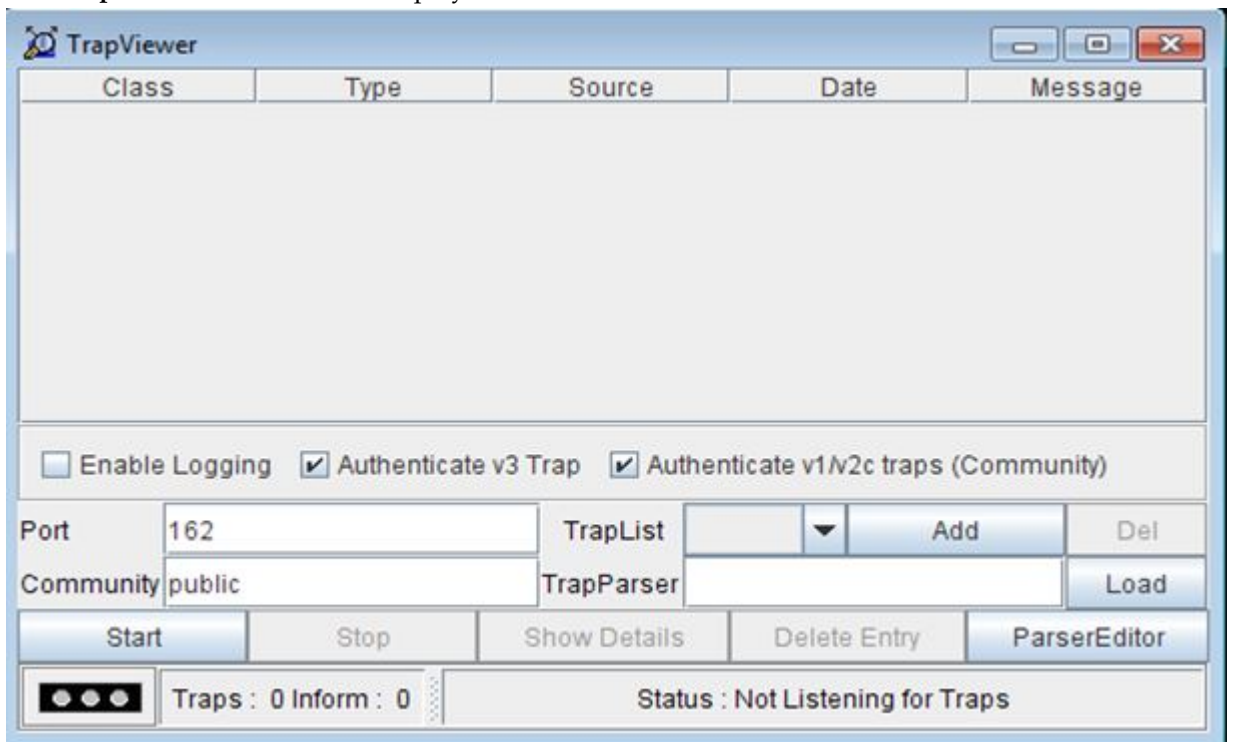 TrapViewer
Class Type Source Date Message
Enable Logging Authenticate v3 Trap Authenticate v1/v2c traps (Community)
Port 162 TrapList Add Del
Community public TrapParser Load
Start Stop Show Details Delete Entry ParserEditor
Traps : 0 Inform : 0 Status : Not Listening for Traps